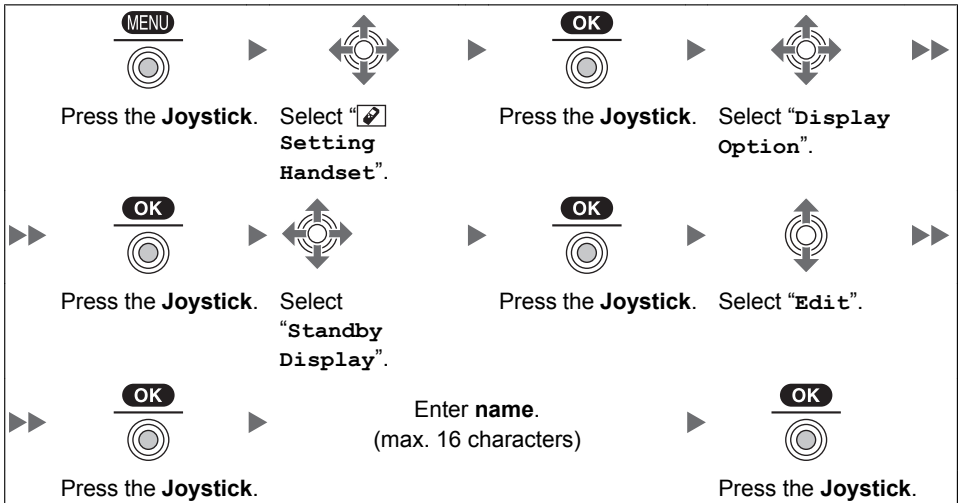 MENU
OK
Press the Joystick.
Select “
Setting
Handset”.
Press the Joystick.
Select “Display
Option”.
OK
OK
Press the Joystick.
Select
“Standby
Display”.
Press the Joystick.
Select “Edit”.
OK
Enter name.
(max. 16 characters)
OK
Press the Joystick.
Press the Joystick.